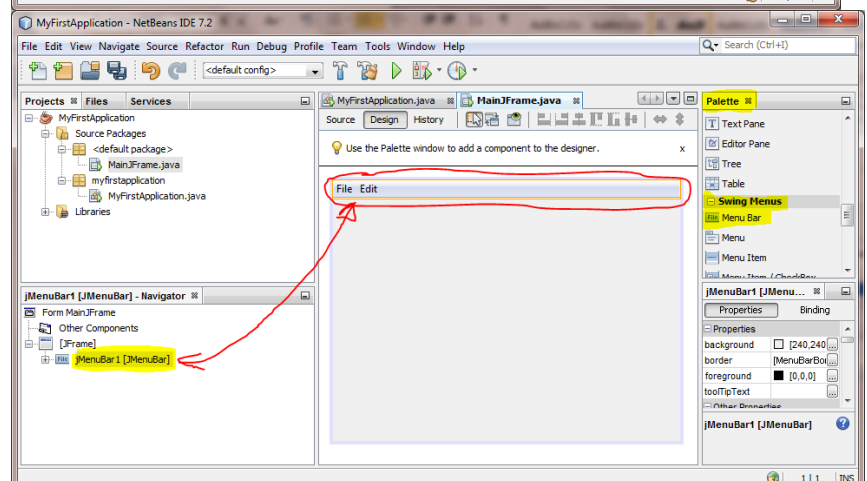 MyFirstApplication - NetBeans IDE 7.2
File Edit View Navigate Source Refactor Run Debug Profile Team Tools Window Help
Search (Ctrl+I)
<default config>
Projects Files Services
MyFirstApplication
Source Packages
<default package>
MainJFrame.java
myfirstapplication
MyFirstApplication.java
Libraries
jMenuBar1 [JMenuBar] - Navigator
Form MainJFrame
Other Components
[JFrame]
jMenuBar1 [JMenuBar]
MyFirstApplication.java MainJFrame.java
Source Design History
Use the Palette window to add a component to the designer. x
File Edit
Palette
Text Pane
Editor Pane
Tree
Table
Swing Menus
Menu Bar
Menu
Menu Item
Menu Item / CheckBox
jMenuBar1 [JMenu...
Properties Binding
Properties
background [240,240
border [MenuBarBor
foreground [0,0,0]
toolTipText
Other Properties
jMenuBar1 [JMenuBar]
1|1 INS